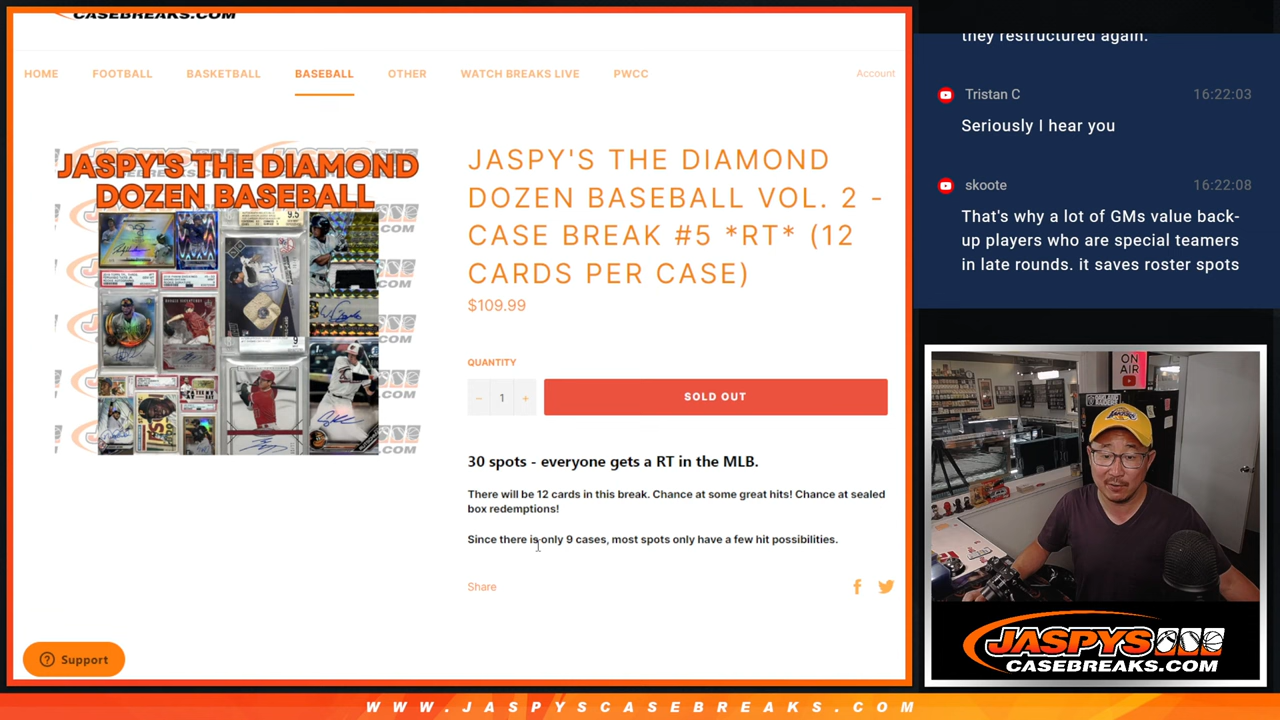 CASEBREAKS.COM
HOME FOOTBALL BASKETBALL BASEBALL OTHER WATCH BREAKS LIVE PWCC Account
JASPY'S THE DIAMOND
DOZEN BASEBALL
JASPY'S THE DIAMOND
DOZEN BASEBALL VOL. 2 -
CASE BREAK #5 *RT* (12
CARDS PER CASE)
$109.99
QUANTITY
− 1 +
SOLD OUT
30 spots - everyone gets a RT in the MLB.
There will be 12 cards in this break. Chance at some great hits! Chance at sealed
box redemptions!
Since there is only 9 cases, most spots only have a few hit possibilities.
Share
Support
they restructured again.
Tristan C 16:22:03
Seriously I hear you
skoote 16:22:08
That's why a lot of GMs value back-
up players who are special teamers
in late rounds. it saves roster spots
ON
AIR
JASPYS
CASEBREAKS.COM
WWW.JASPYSCASEBREAKS.COM